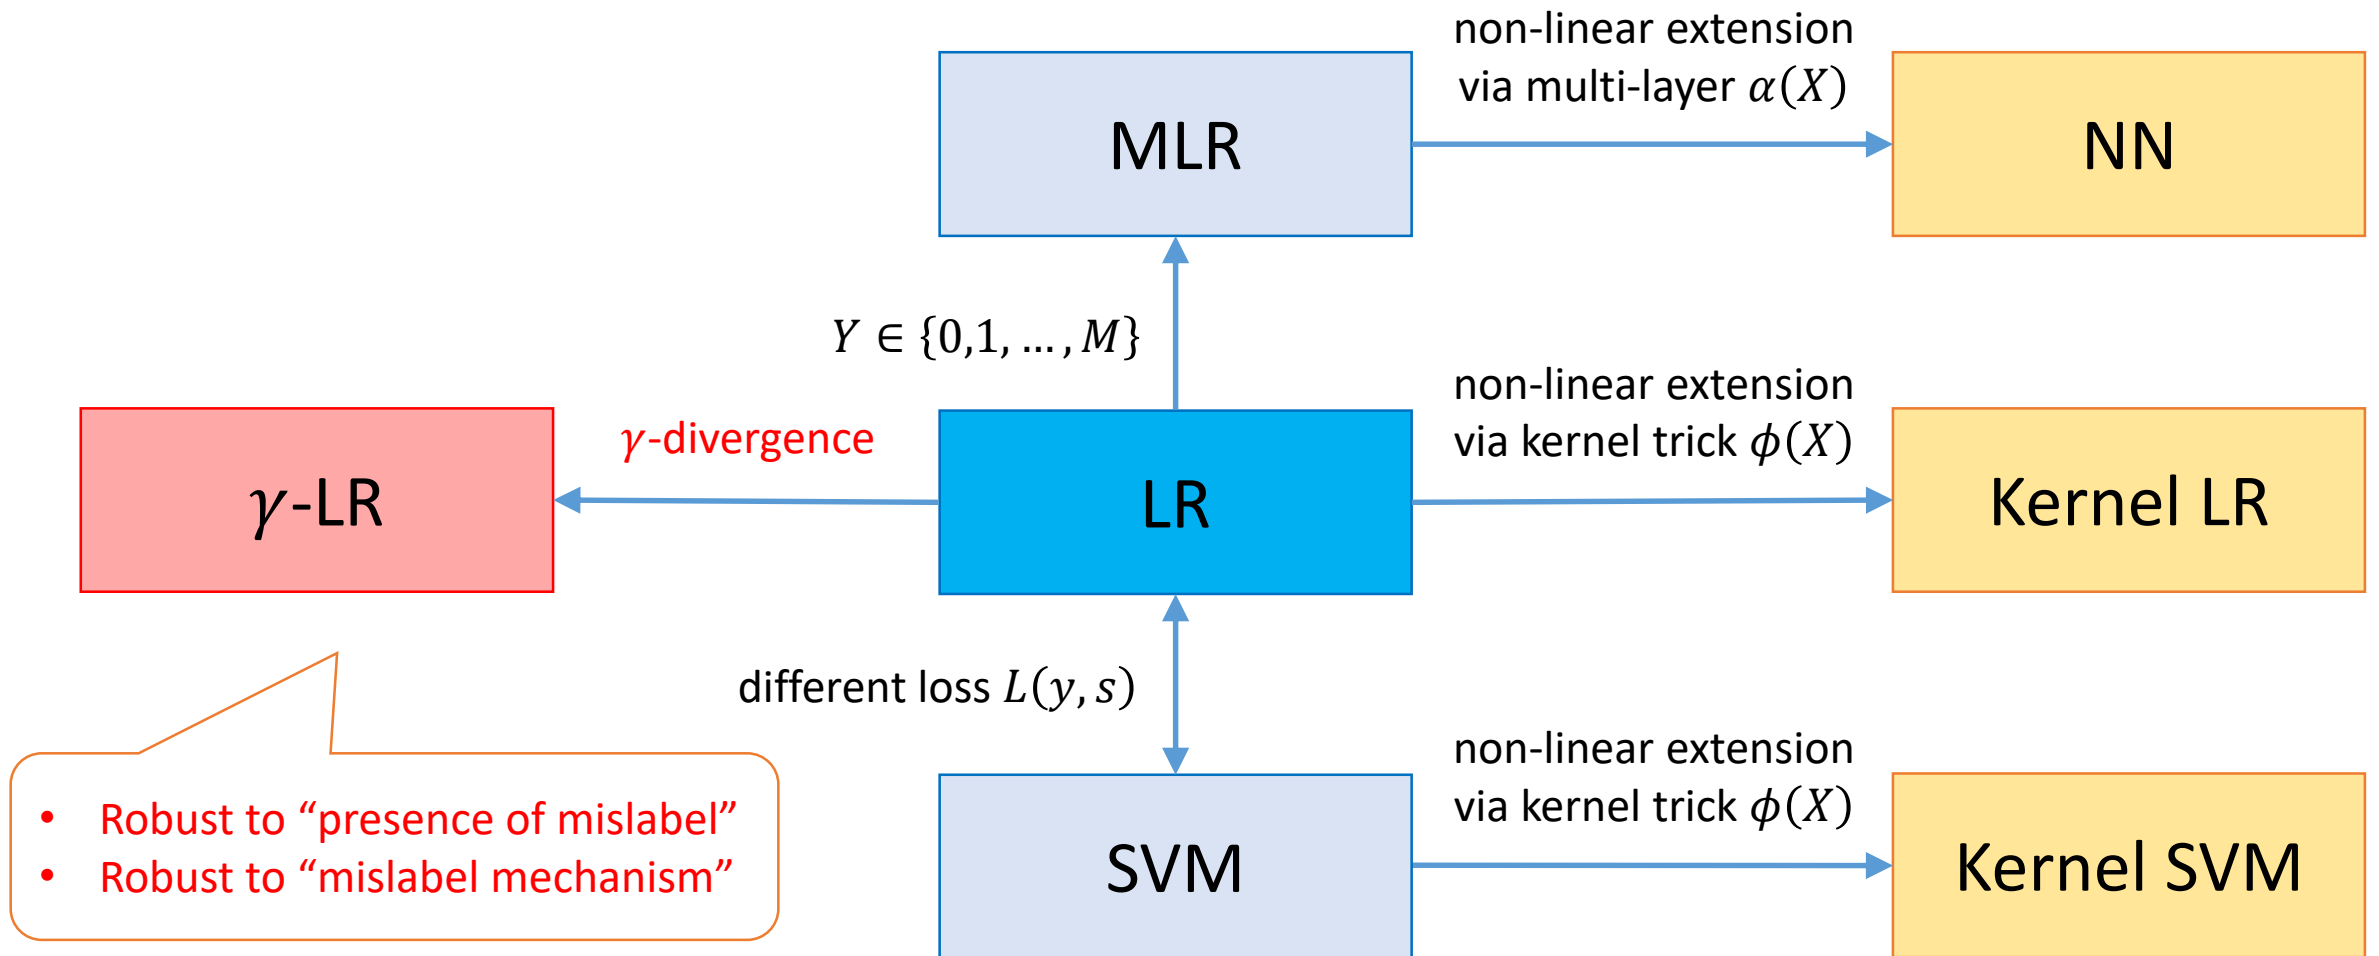 non-linear extension
via multi-layer α(X)
MLR
NN
Y ∈ {0,1, … , M}
non-linear extension
via kernel trick ϕ(X)
γ-divergence
γ-LR
LR
Kernel LR
different loss L(y, s)
non-linear extension
via kernel trick ϕ(X)
• Robust to “presence of mislabel”
• Robust to “mislabel mechanism”
SVM
Kernel SVM